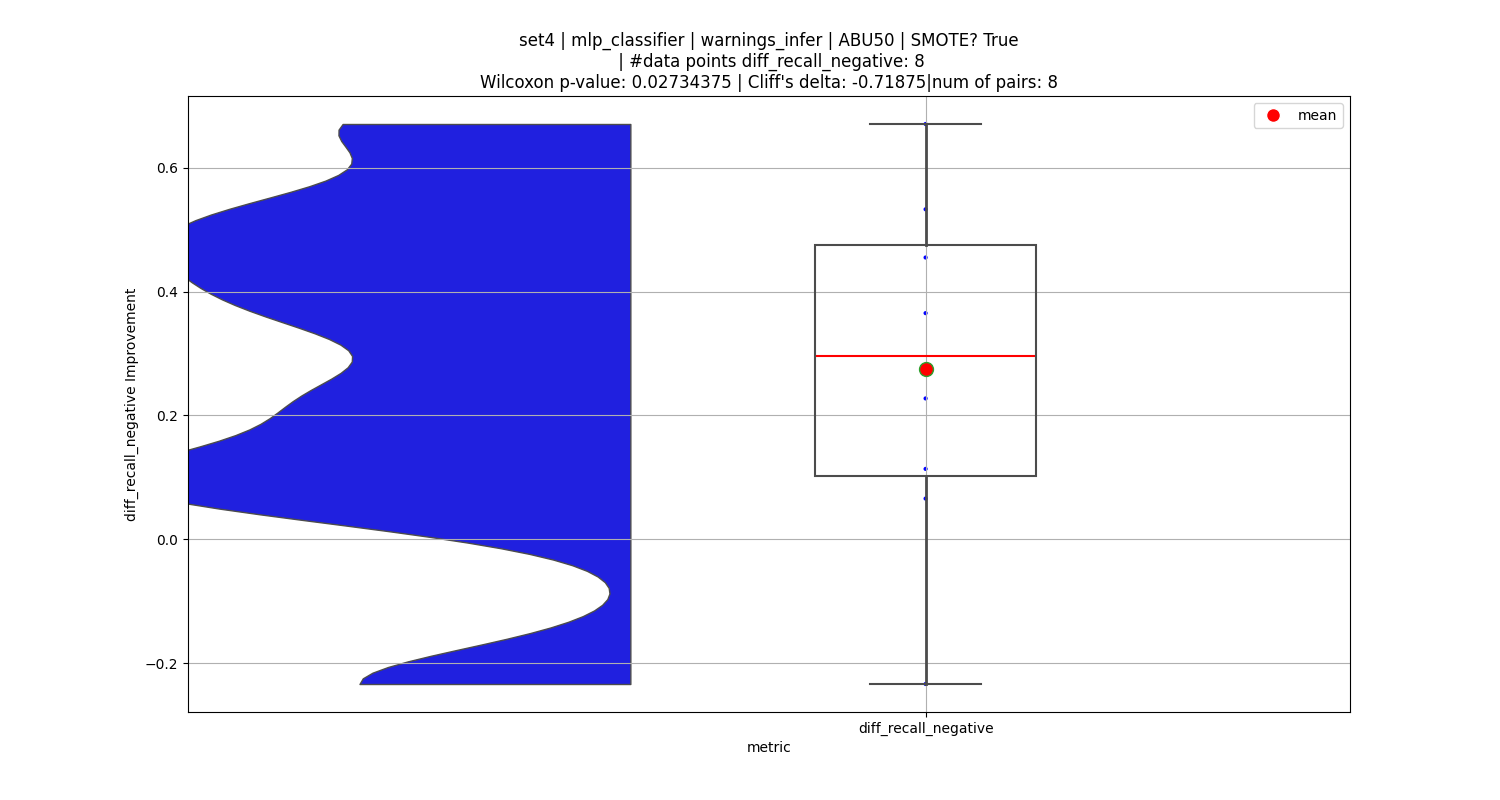 set4 | mlp_classifier | warnings_infer | ABU50 | SMOTE? True
| #data points diff_recall_negative: 8
Wilcoxon p-value: 0.02734375 | Cliff's delta: -0.71875|num of pairs: 8
mean
0.6
0.4
0.2
0.0
−0.2
diff_recall_negative Improvement
diff_recall_negative
metric